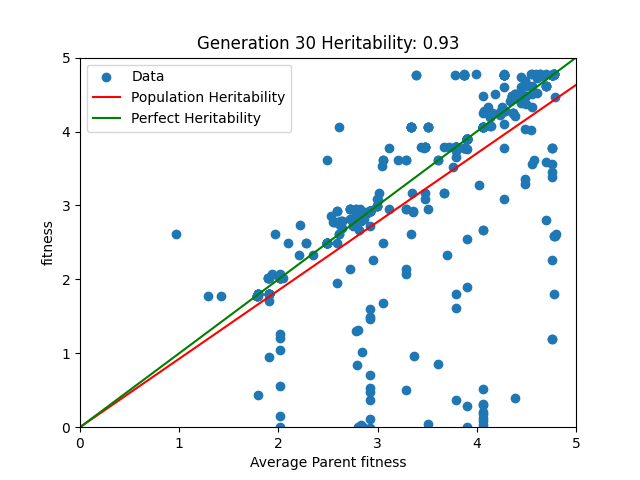 Generation 30 Heritability: 0.93
Data
Population Heritability
Perfect Heritability
5
4
3
2
1
0
fitness
0 1 2 3 4 5
Average Parent fitness